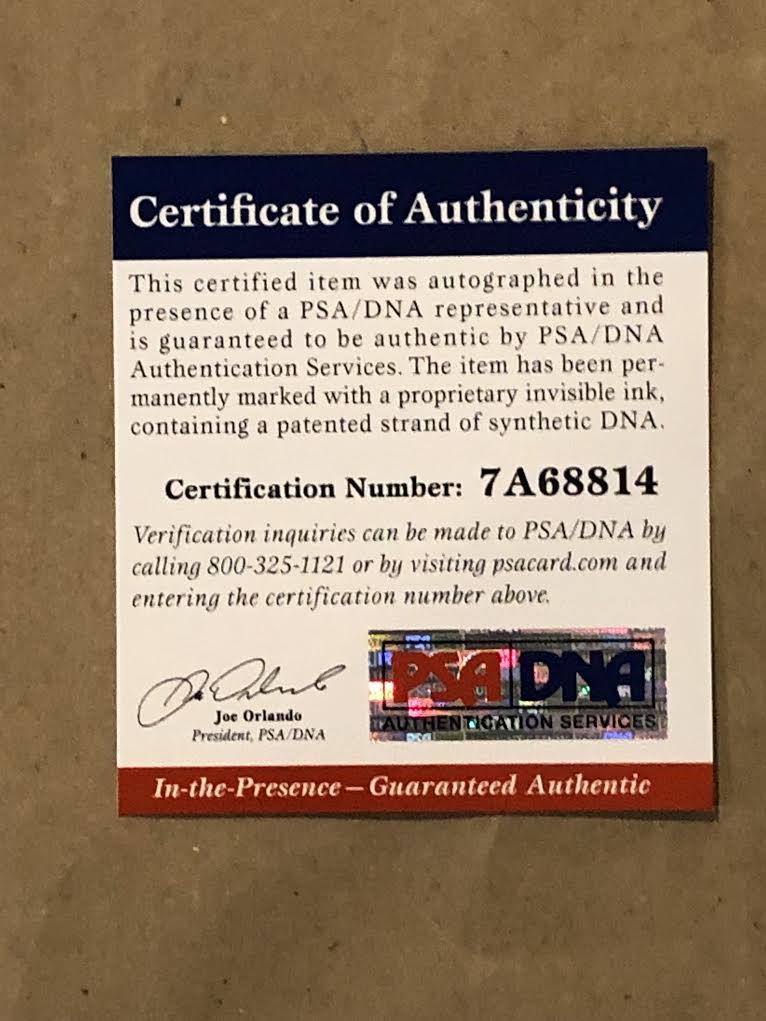 Certificate of Authenticity
This certified item was autographed in the
presence of a PSA/DNA representative and
is guaranteed to be authentic by PSA/DNA
Authentication Services. The item has been per-
manently marked with a proprietary invisible ink,
containing a patented strand of synthetic DNA.
Certification Number: 7A68814
Verification inquiries can be made to PSA/DNA by
calling 800-325-1121 or by visiting psacard.com and
entering the certification number above.
PSA DNA
AUTHENTICATION SERVICES
Joe Orlando
President, PSA/DNA
In-the-Presence – Guaranteed Authentic